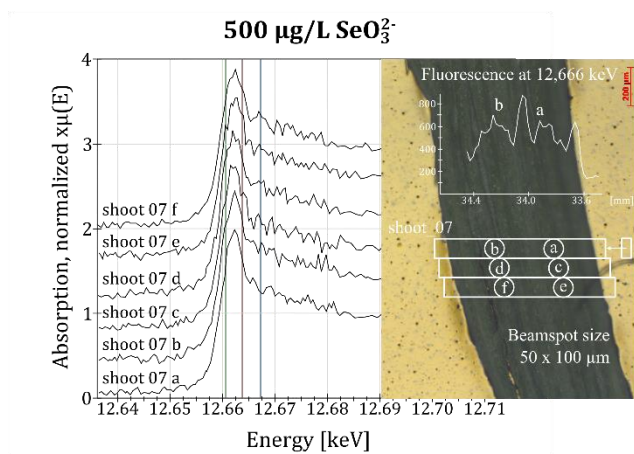 500 µg/L SeO₃²⁻
Absorption, normalized xμ(E)
4
3
2
1
0
shoot 07 f
shoot 07 e
shoot 07 d
shoot 07 c
shoot 07 b
shoot 07 a
12.64 12.65 12.66 12.67 12.68 12.69 12.70 12.71
Energy [keV]
Fluorescence at 12,666 keV
200 µm
800
600
400
200
b
a
34.4 34.0 33.6 [mm]
shoot 07
b a
d c
f e
Beamspot size
50 x 100 µm